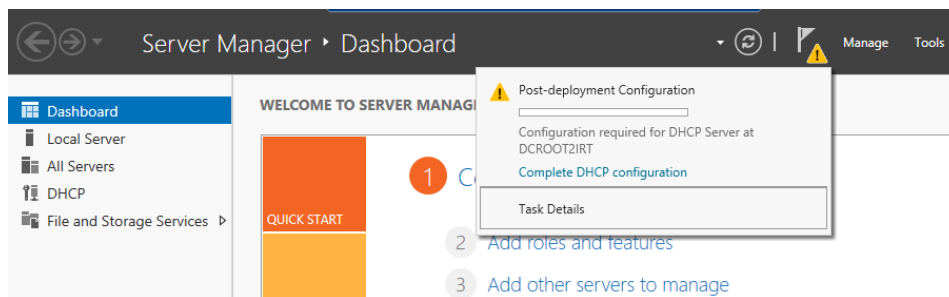 Server Manager • Dashboard
Manage
Tools
Dashboard
Local Server
All Servers
DHCP
File and Storage Services
WELCOME TO SERVER MANAG
Post-deployment Configuration
Configuration required for DHCP Server at
DCROOT2IRT
Complete DHCP configuration
Task Details
QUICK START
1 C
2 Add roles and features
3 Add other servers to manage